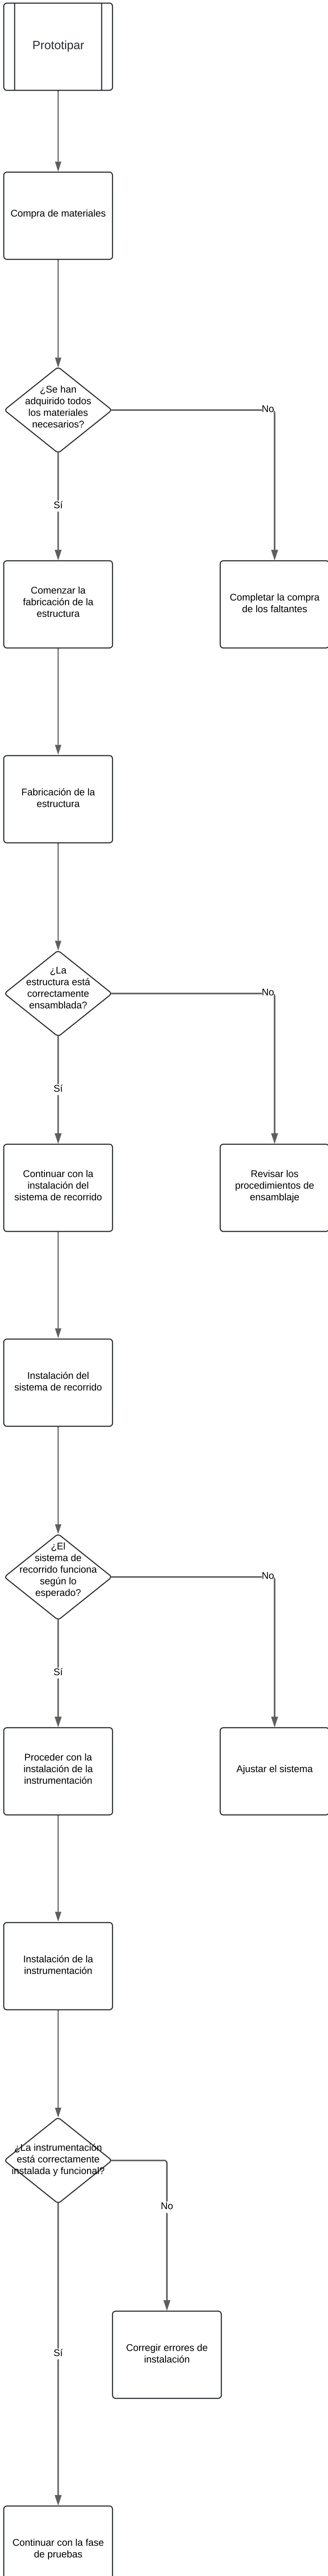 Prototipar
Compra de materiales
¿Se han
adquirido todos
los materiales
necesarios?
No
Sí
Comenzar la
fabricación de la
estructura
Completar la compra
de los faltantes
Fabricación de la
estructura
¿La
estructura está
correctamente
ensamblada?
No
Sí
Continuar con la
instalación del
sistema de recorrido
Revisar los
procedimientos de
ensamblaje
Instalación del
sistema de recorrido
¿El
sistema de
recorrido funciona
según lo
esperado?
No
Sí
Proceder con la
instalación de la
instrumentación
Ajustar el sistema
Instalación de la
instrumentación
¿La instrumentación
está correctamente
instalada y funcional?
No
Corregir errores de
instalación
Sí
Continuar con la fase
de pruebas